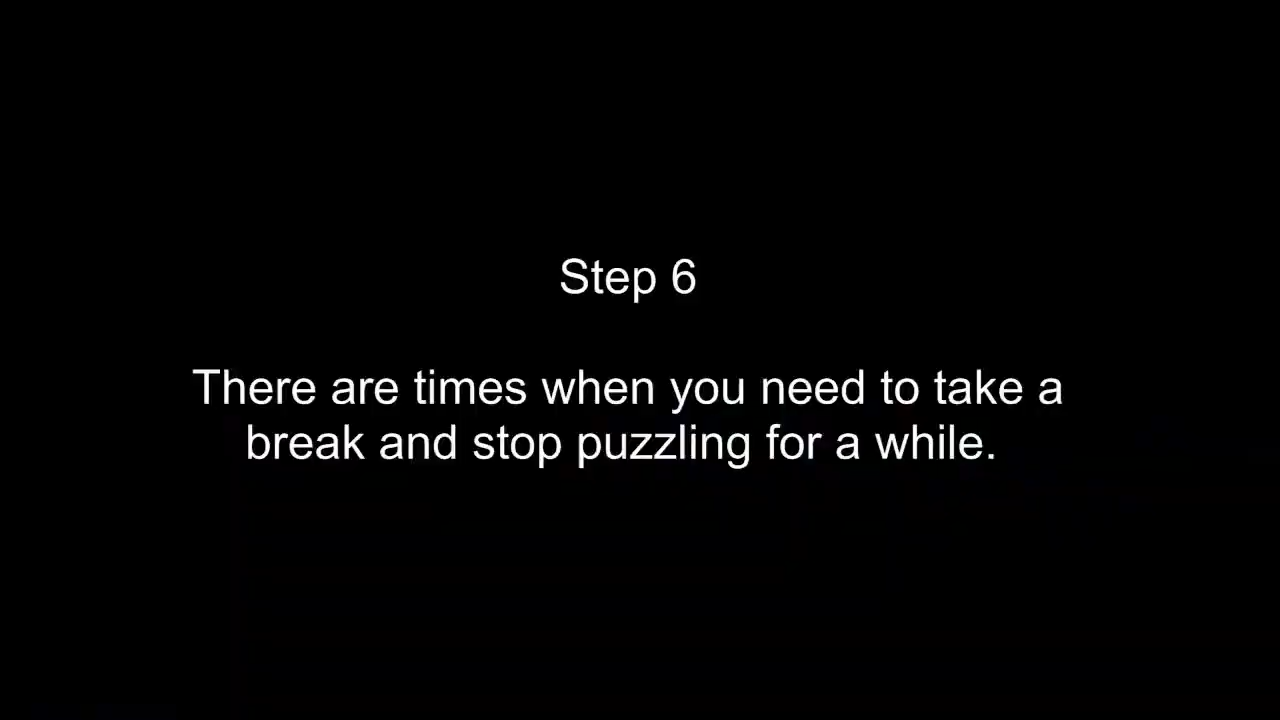 Step 6
There are times when you need to take a
break and stop puzzling for a while.